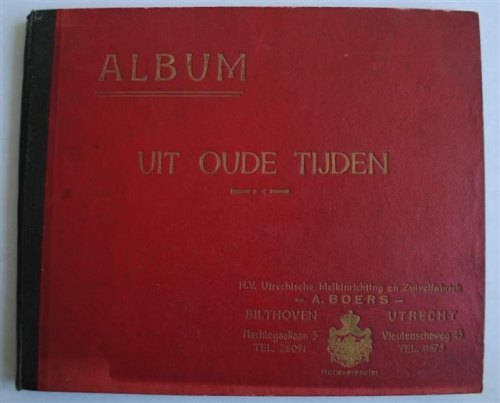 ALBUM
UIT OUDE TIJDEN
N.V. Utrechtsche Melkinrichting en Zuivelfabriek
— A. BOERS —
BILTHOVEN UTRECHT
Nachtegaallaan 3 Vleutenscheweg 43
TEL. 26091 TEL. 11675
Hofleverancier